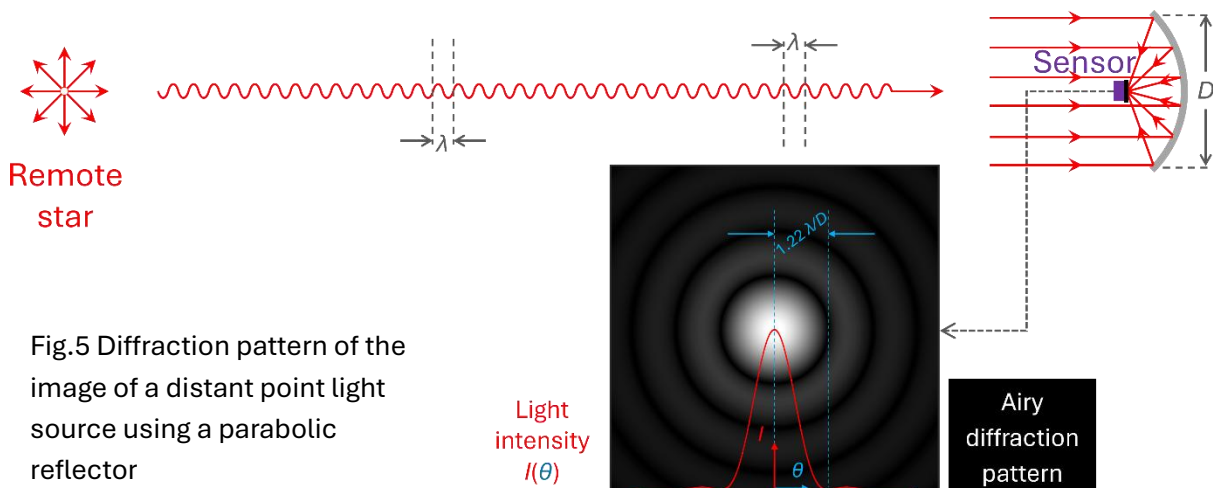 λ
λ
Sensor
D
Remote
star
1.22 λ/D
Fig.5 Diffraction pattern of the
image of a distant point light
source using a parabolic
reflector
Light
intensity
I(θ)
I
θ
Airy
diffraction
pattern